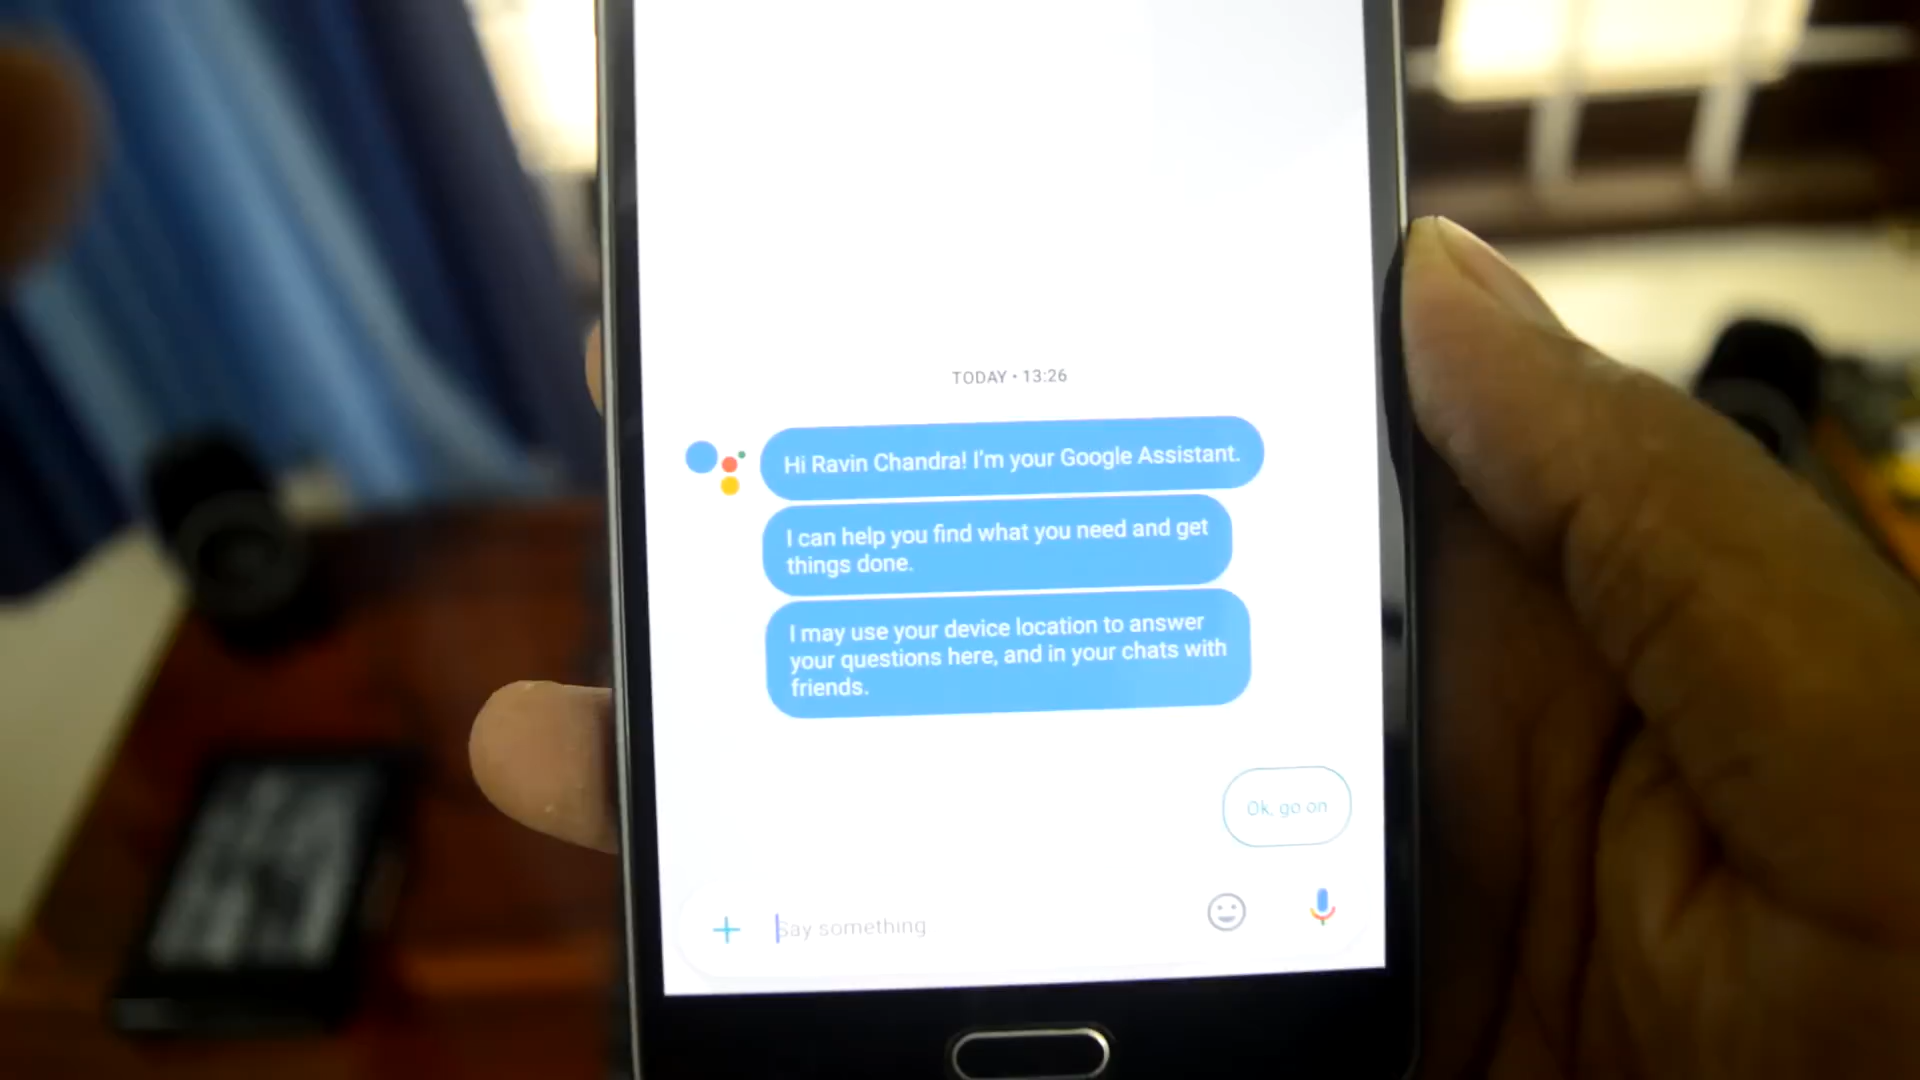 TODAY • 13:26
Hi Ravin Chandra! I'm your Google Assistant.
I can help you find what you need and get
things done.
I may use your device location to answer
your questions here, and in your chats with
friends.
Ok, go on
Say something